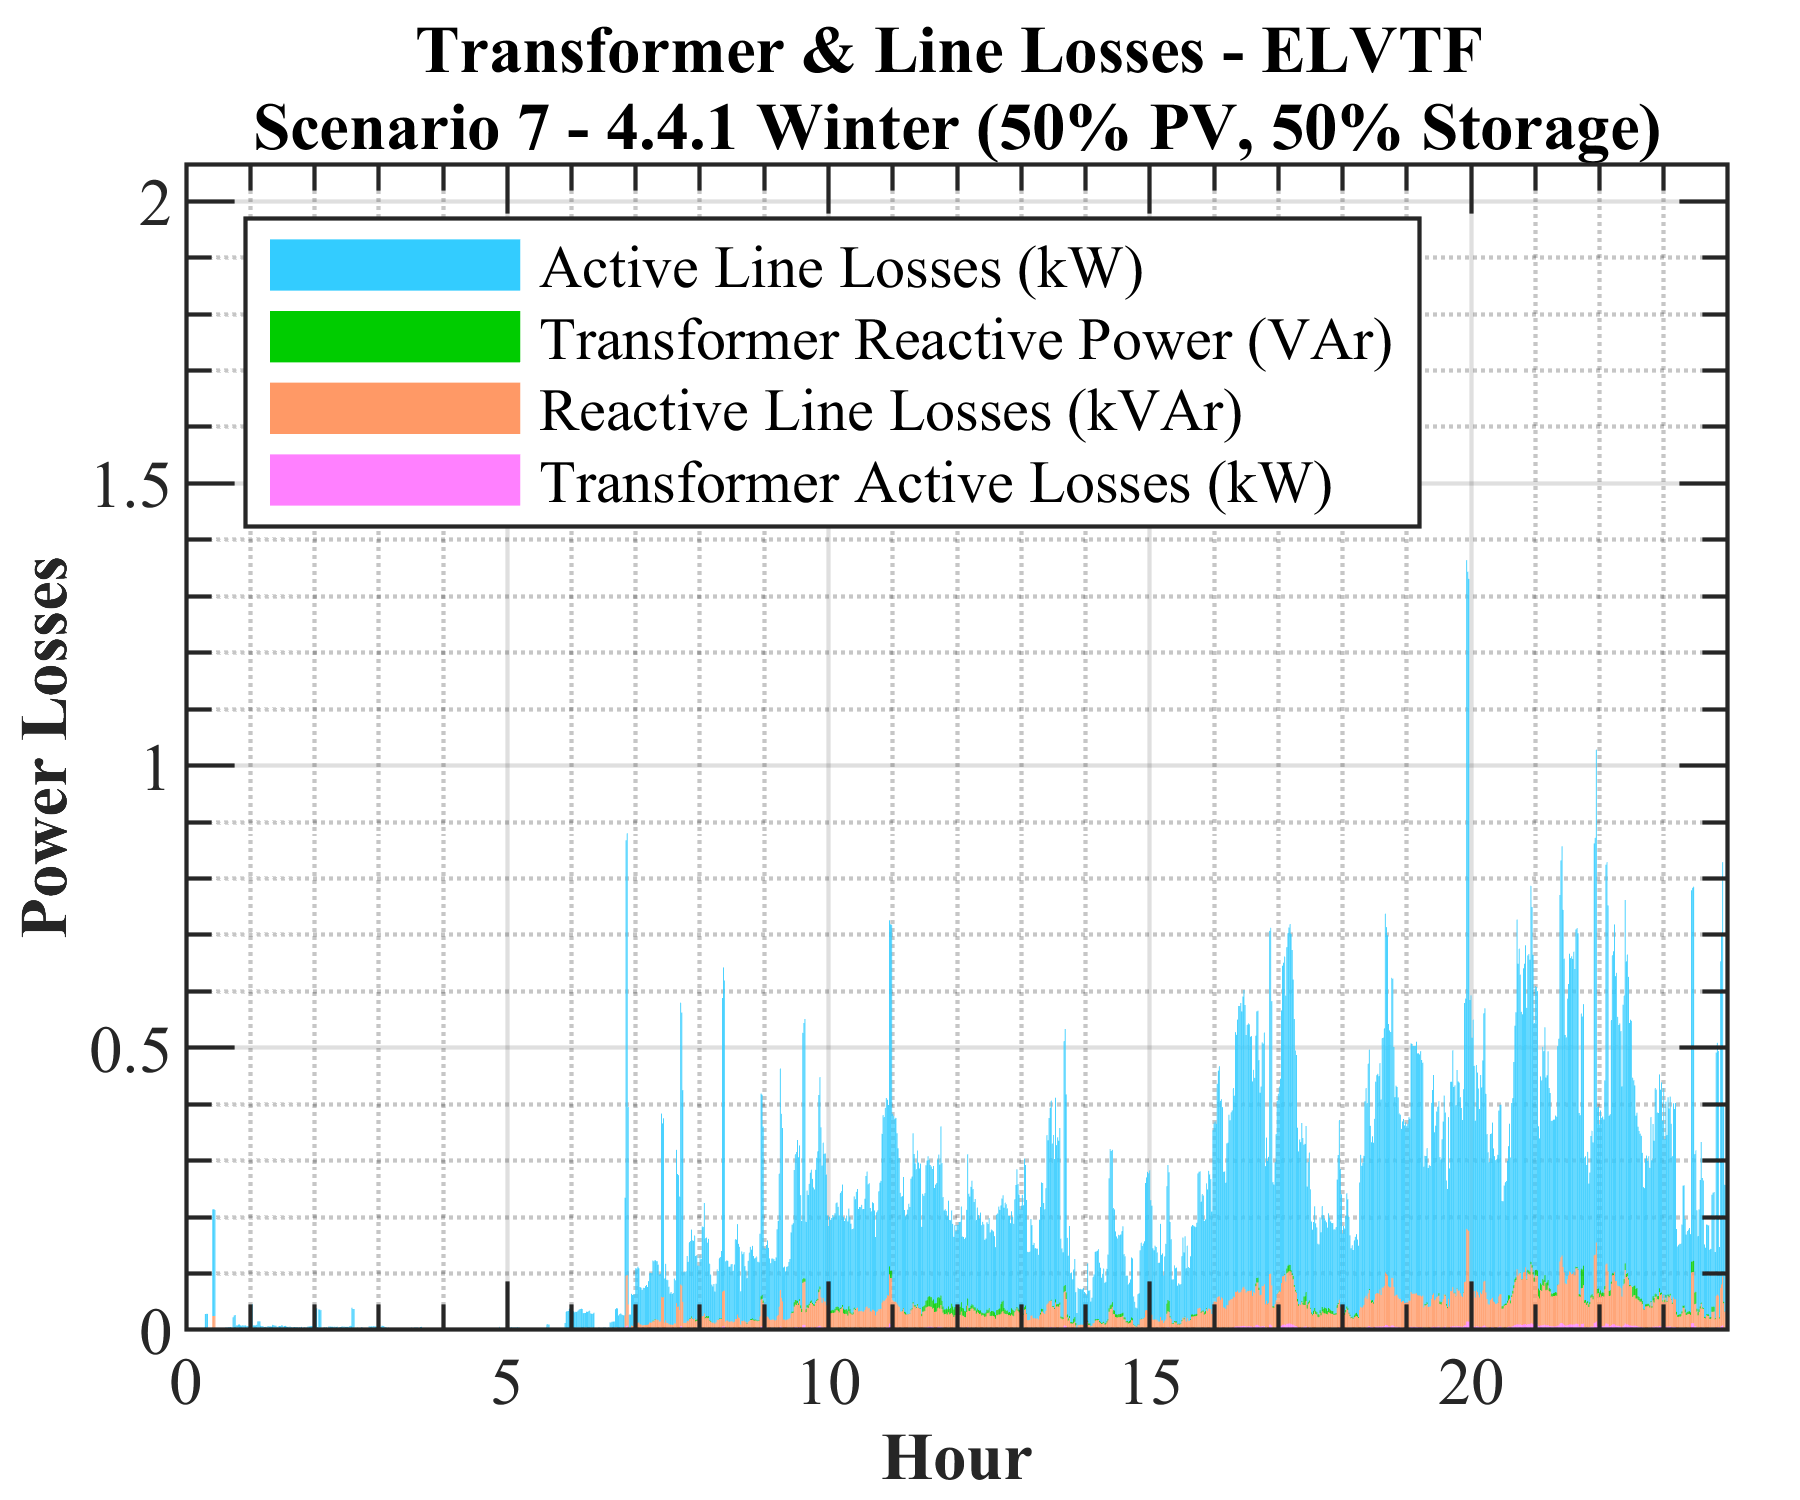 Transformer & Line Losses - ELVTF
Scenario 7 - 4.4.1 Winter (50% PV, 50% Storage)
2
1.5
1
0.5
0
Power Losses
Active Line Losses (kW)
Transformer Reactive Power (VAr)
Reactive Line Losses (kVAr)
Transformer Active Losses (kW)
0 5 10 15 20
Hour